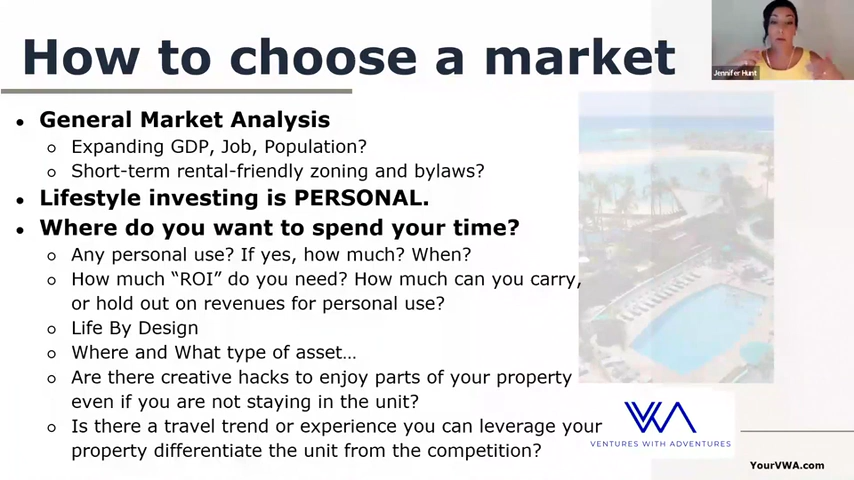 How to choose a market
Jennifer Hunt
• General Market Analysis
o Expanding GDP, Job, Population?
o Short-term rental-friendly zoning and bylaws?
• Lifestyle investing is PERSONAL.
• Where do you want to spend your time?
o Any personal use? If yes, how much? When?
o How much “ROI” do you need? How much can you carry,
or hold out on revenues for personal use?
o Life By Design
o Where and What type of asset…
o Are there creative hacks to enjoy parts of your property
even if you are not staying in the unit?
o Is there a travel trend or experience you can leverage your
property differentiate the unit from the competition?
VWA
VENTURES WITH ADVENTURES
YourVWA.com